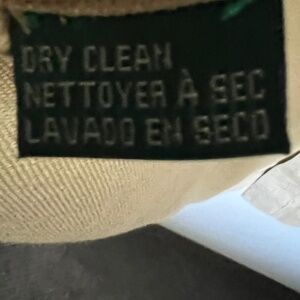 DRY CLEAN
NETTOYER À SEC
LAVADO EN SECO